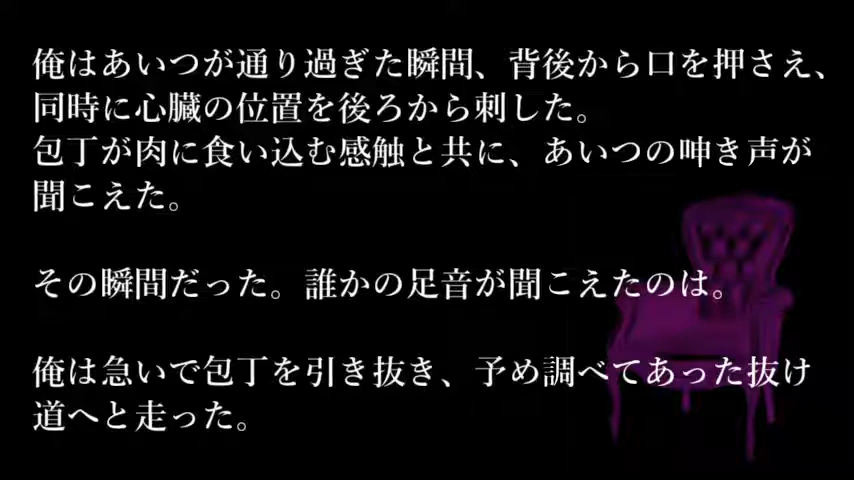 俺はあいつが通り過ぎた瞬間、背後から口を押さえ、
同時に心臓の位置を後ろから刺した。
包丁が肉に食い込む感触と共に、あいつの呻き声が
聞こえた。
その瞬間だった。誰かの足音が聞こえたのは。
俺は急いで包丁を引き抜き、予め調べてあった抜け
道へと走った。